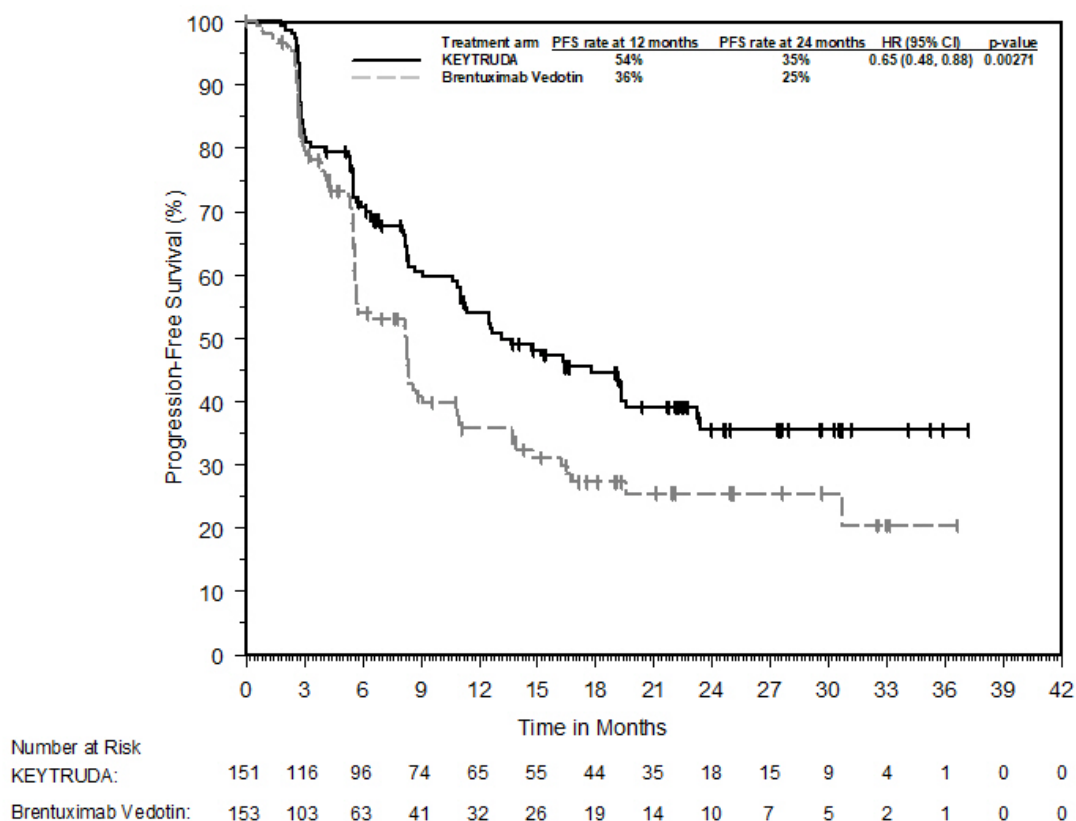 Treatment arm PFS rate at 12 months PFS rate at 24 months HR (95% CI) p-value
KEYTRUDA 54% 35% 0.65 (0.48, 0.88) 0.00271
Brentuximab Vedotin 36% 25%
Progression-Free Survival (%)
100
90
80
70
60
50
40
30
20
10
0
0 3 6 9 12 15 18 21 24 27 30 33 36 39 42
Time in Months
Number at Risk
KEYTRUDA: 151 116 96 74 65 55 44 35 18 15 9 4 1 0 0
Brentuximab Vedotin: 153 103 63 41 32 26 19 14 10 7 5 2 1 0 0